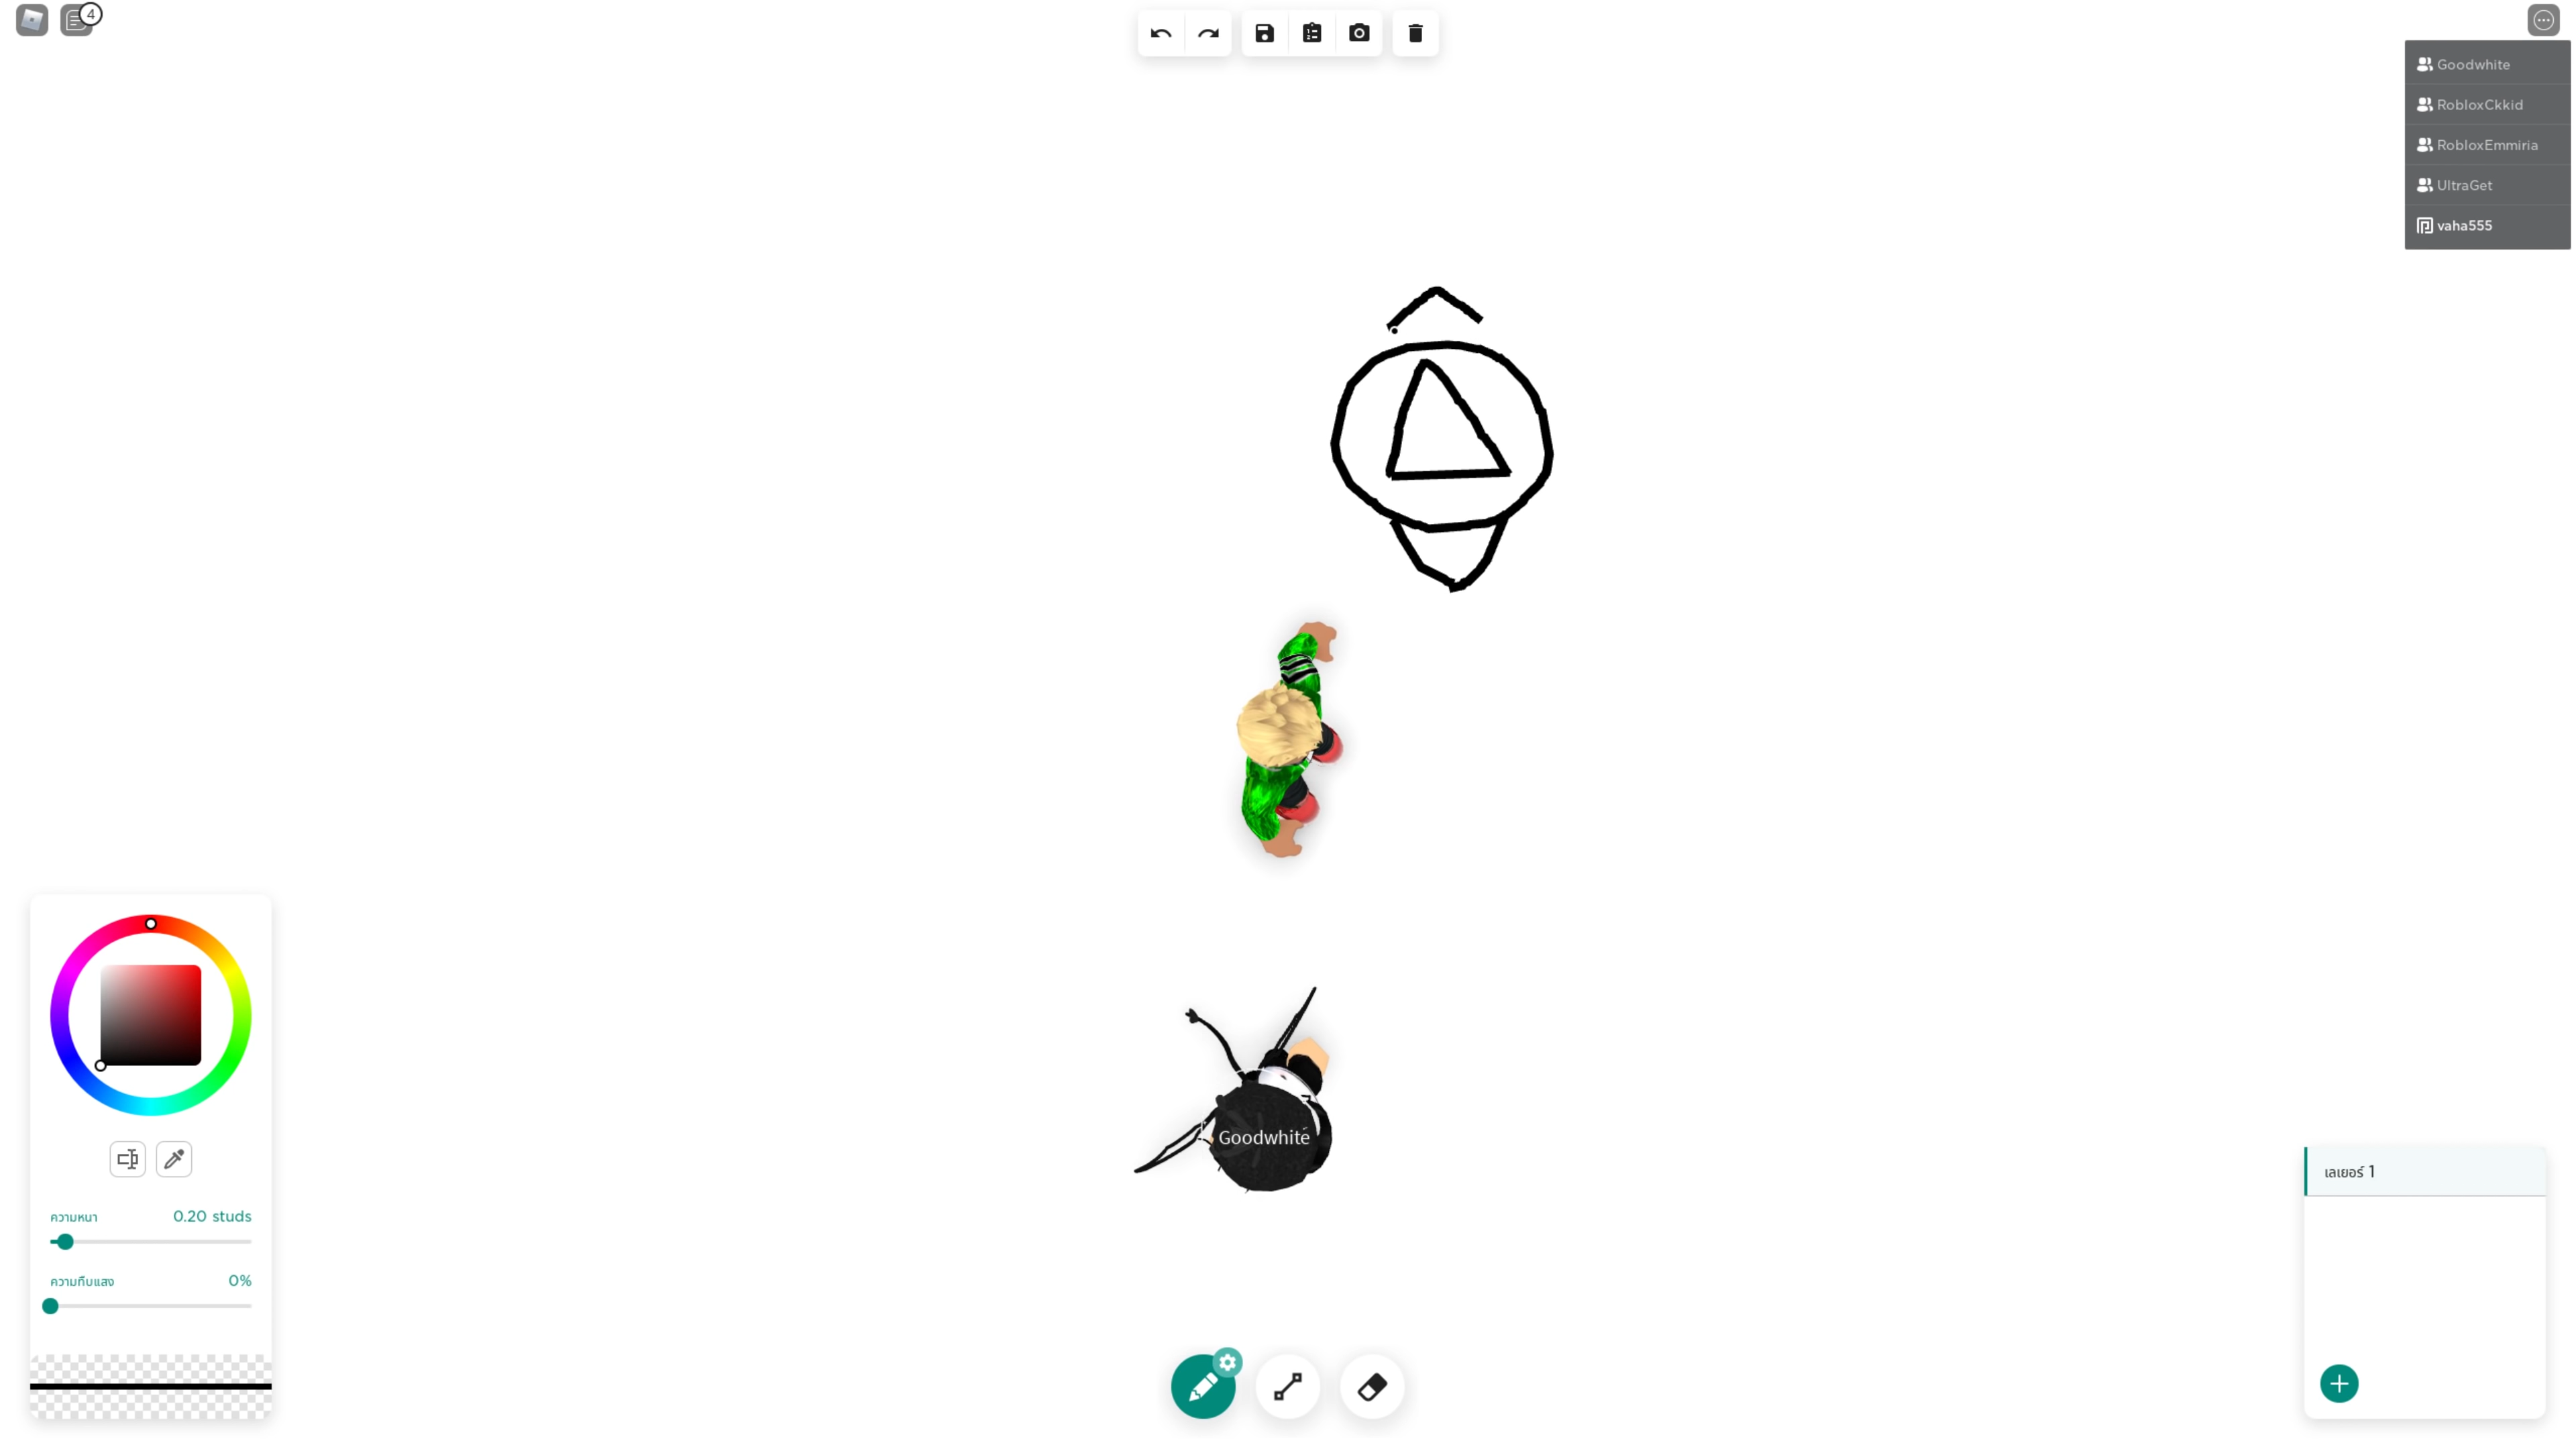 4
Goodwhite
RobloxCkkid
RobloxEmmiria
UltraGet
vaha555
Goodwhite
ความหนา 0.20 studs
ความทึบแสง 0%
เลเยอร์ 1